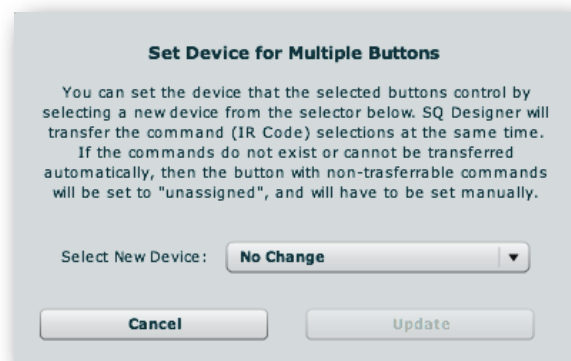 Set Device for Multiple Buttons
You can set the device that the selected buttons control by
selecting a new device from the selector below. SQ Designer will
transfer the command (IR Code) selections at the same time.
If the commands do not exist or cannot be transferred
automatically, then the button with non-trasferrable commands
will be set to "unassigned", and will have to be set manually.
Select New Device: No Change
Cancel Update